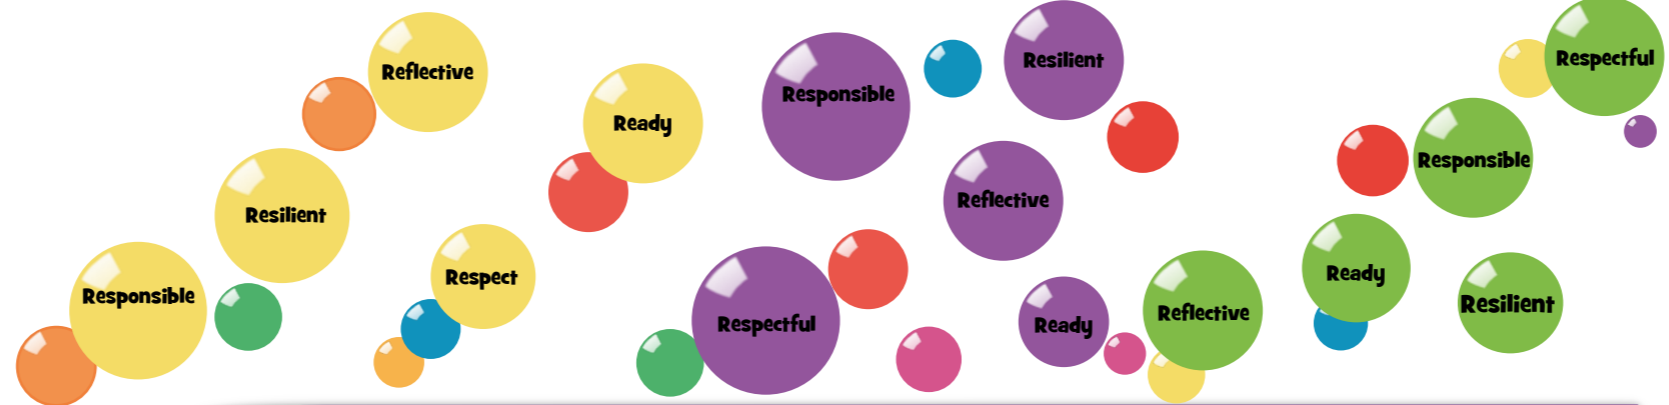 Reflective
Ready
Resilient
Respect
Responsible
Responsible
Resilient
Reflective
Respectful
Ready
Respectful
Responsible
Ready
Reflective
Resilient